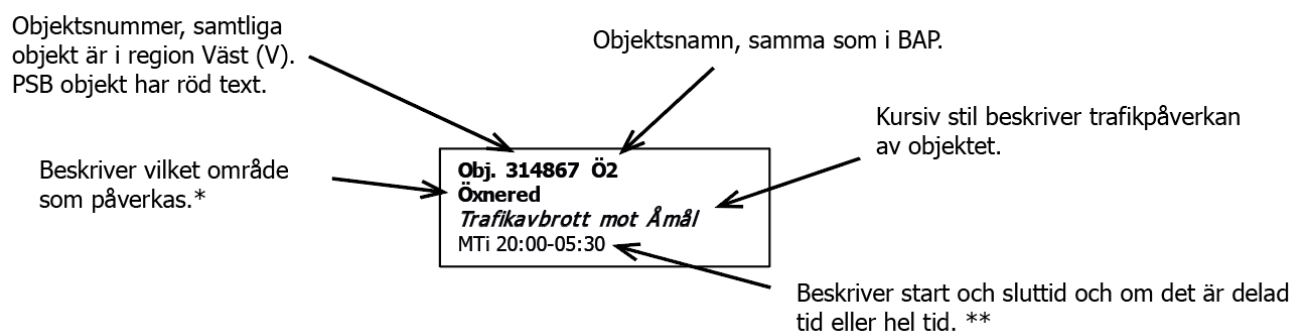 Objektsnummer, samtliga
objekt är i region Väst (V).
PSB objekt har röd text.
Objektsnamn, samma som i BAP.
Kursiv stil beskriver trafikpåverkan
av objektet.
Beskriver vilket område
som påverkas.*
Obj. 314867 Ö2
Öxnered
Trafikavbrott mot Åmål
MTi 20:00-05:30
Beskriver start och sluttid och om det är delad
tid eller hel tid. **